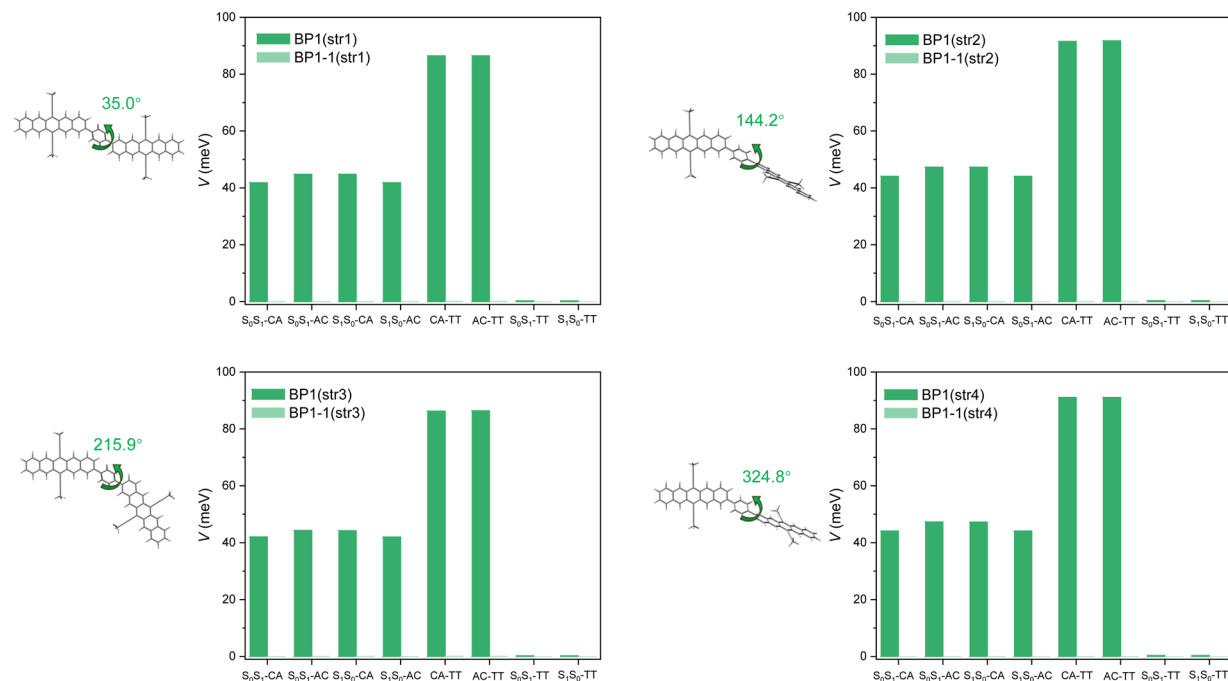 100
BP1(str1)
BP1-1(str1)
80
60
V (meV)
40
20
0
S0S1-CA S0S1-AC S1S0-CA S1S0-AC CA-TT AC-TT S0S1-TT S1S0-TT
35.0°
100
BP1(str2)
BP1-1(str2)
80
60
V (meV)
40
20
0
S0S1-CA S0S1-AC S1S0-CA S0S1-AC CA-TT AC-TT S0S1-TT S1S0-TT
144.2°
100
BP1(str3)
BP1-1(str3)
80
60
V (meV)
40
20
0
S0S1-CA S0S1-AC S1S0-CA S1S0-AC CA-TT AC-TT S0S1-TT S1S0-TT
215.9°
100
BP1(str4)
BP1-1(str4)
80
60
V (meV)
40
20
0
S0S1-CA S0S1-AC S1S0-CA S1S0-AC CA-TT AC-TT S0S1-TT S1S0-TT
324.8°